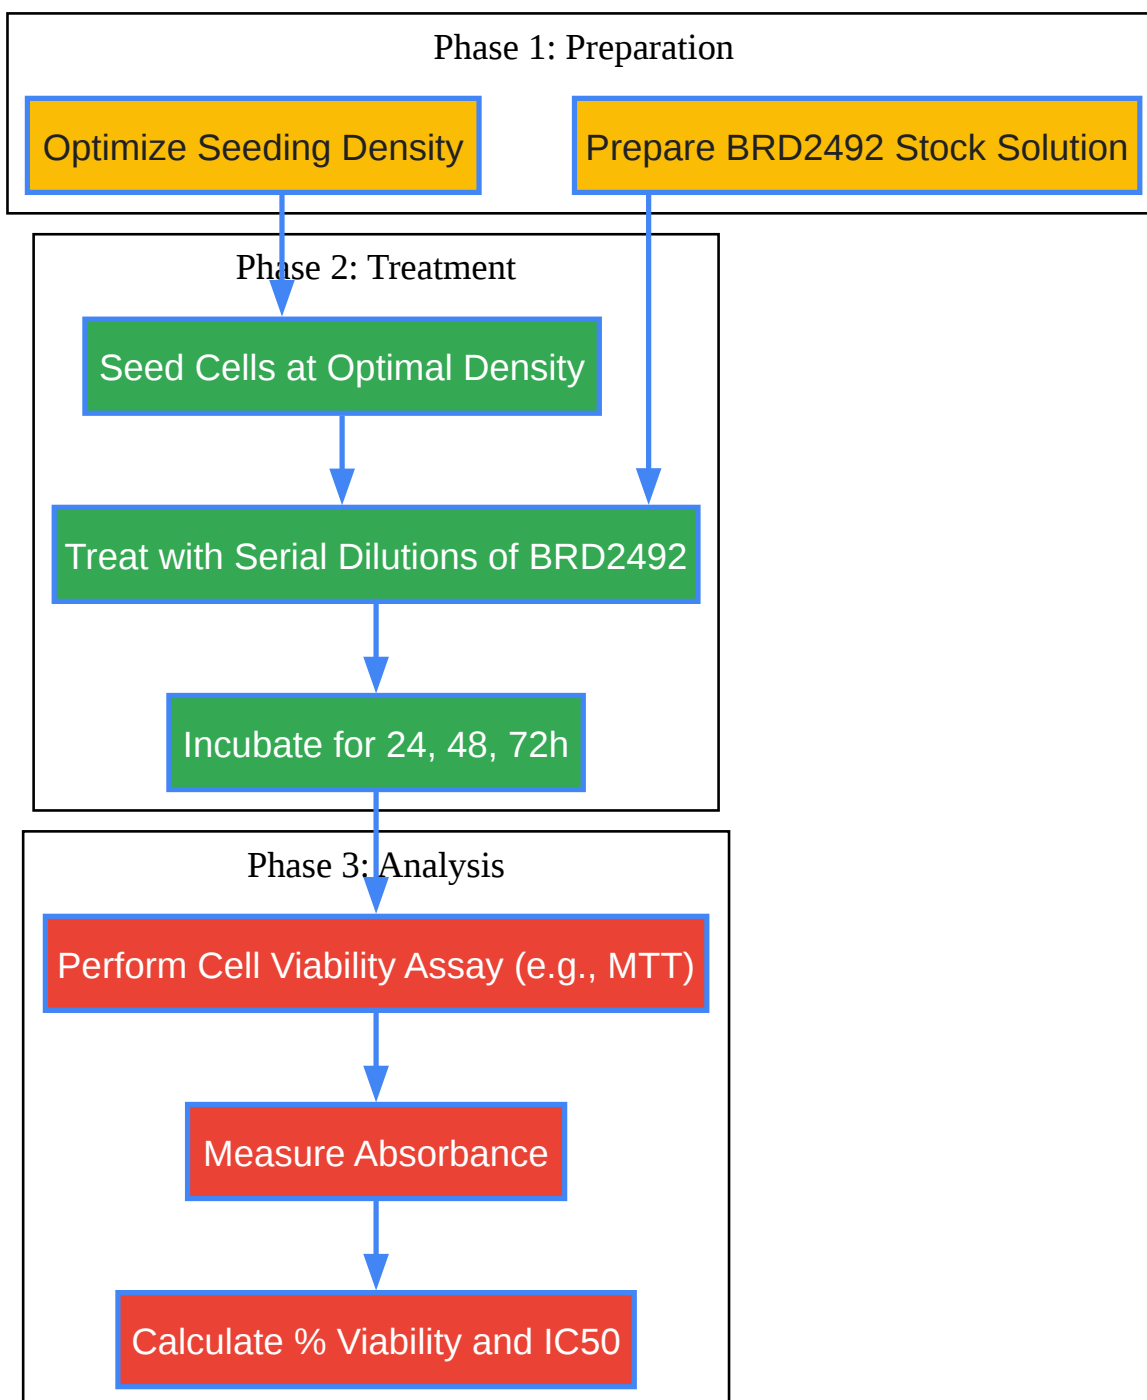 Phase 1: Preparation
Optimize Seeding Density
Prepare BRD2492 Stock Solution
Phase 2: Treatment
Seed Cells at Optimal Density
Treat with Serial Dilutions of BRD2492
Incubate for 24, 48, 72h
Phase 3: Analysis
Perform Cell Viability Assay (e.g., MTT)
Measure Absorbance
Calculate % Viability and IC50